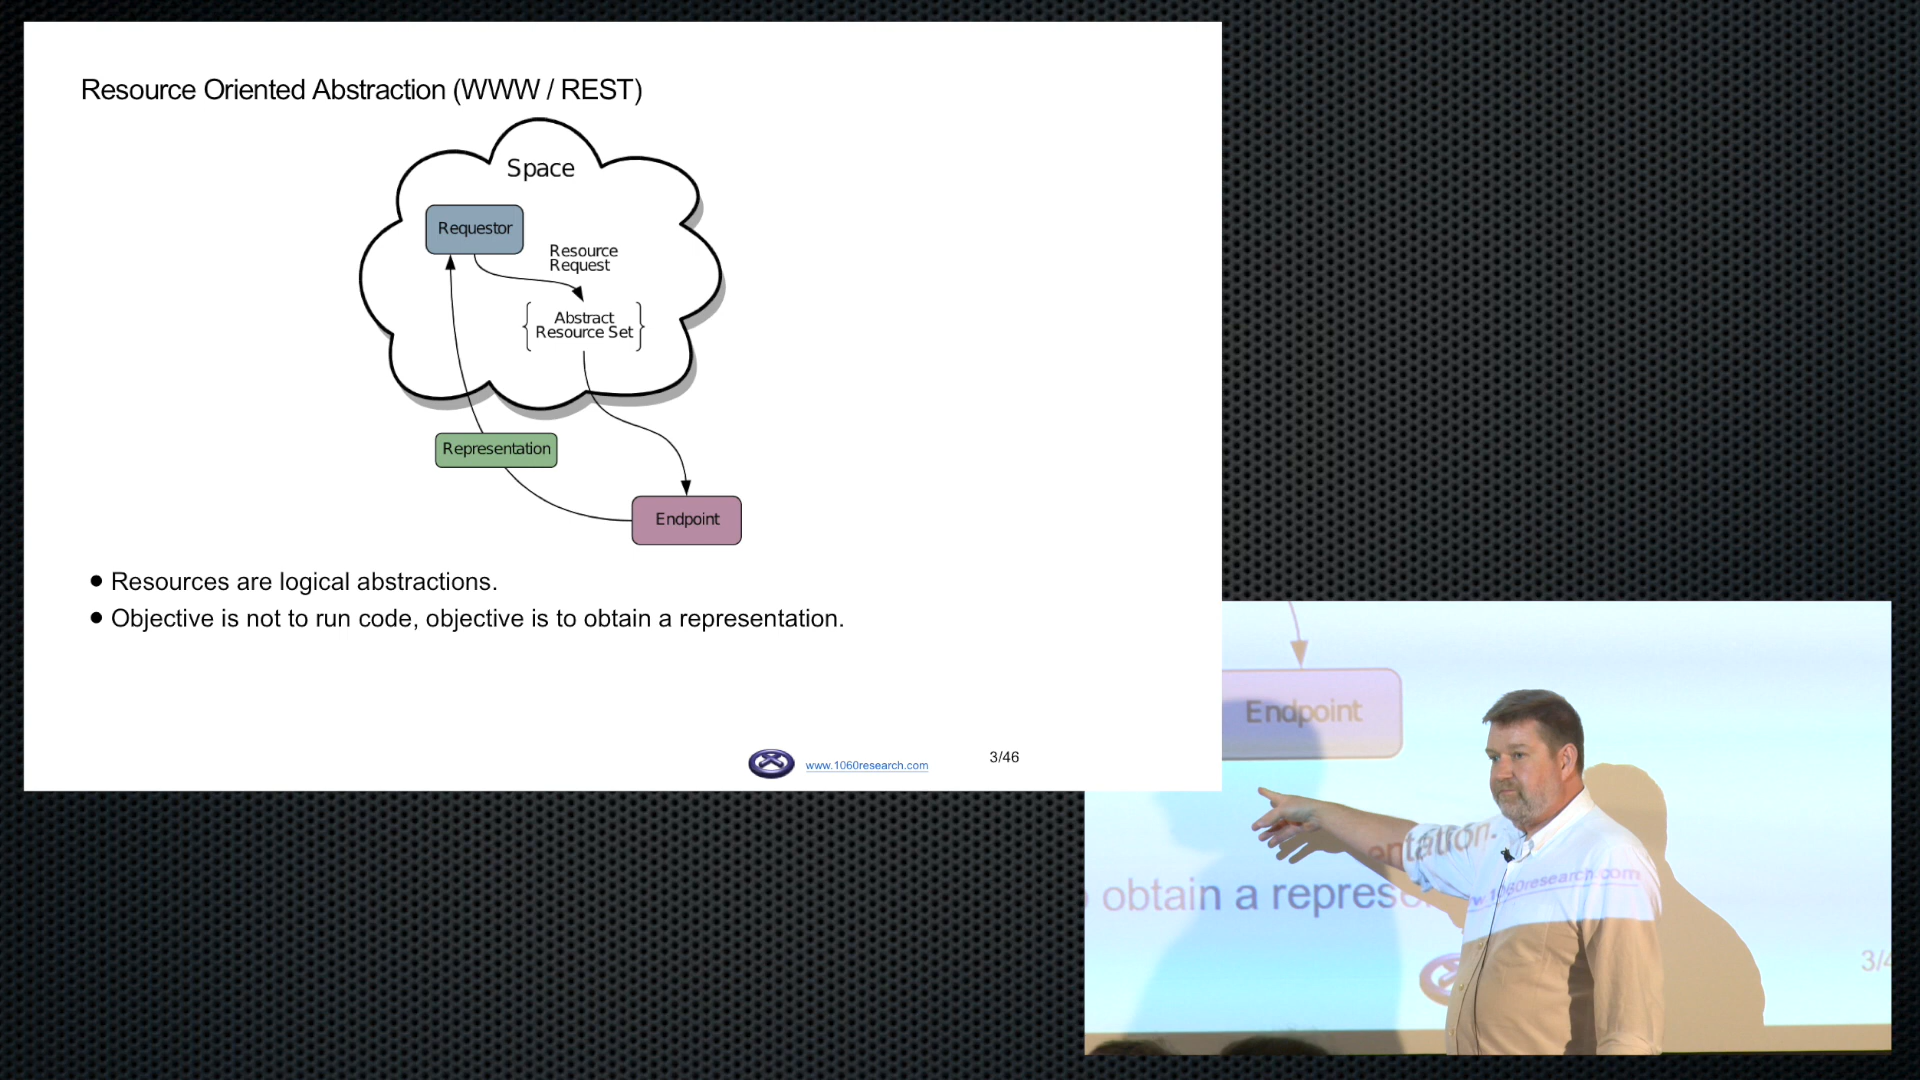 Resource Oriented Abstraction (WWW / REST)
Space
Requestor
Resource
Request
Abstract
Resource Set
Representation
Endpoint
● Resources are logical abstractions.
● Objective is not to run code, objective is to obtain a representation.
www.1060research.com
3/46
Endpoint
entation.
www.1060research.com
obtain a repres
3/4